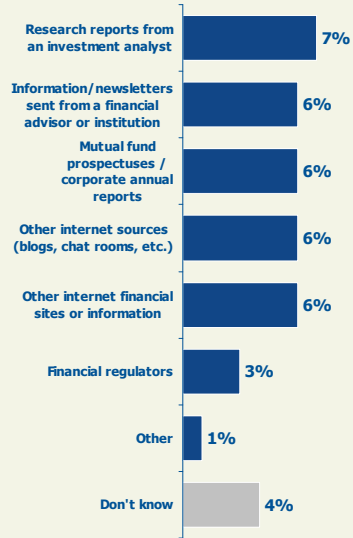 Research reports from
an investment analyst
7%
Information/newsletters
sent from a financial
advisor or institution
6%
Mutual fund
prospectuses /
corporate annual
reports
6%
Other internet sources
(blogs, chat rooms, etc.)
6%
Other internet financial
sites or information
6%
Financial regulators
3%
Other
1%
Don't know
4%